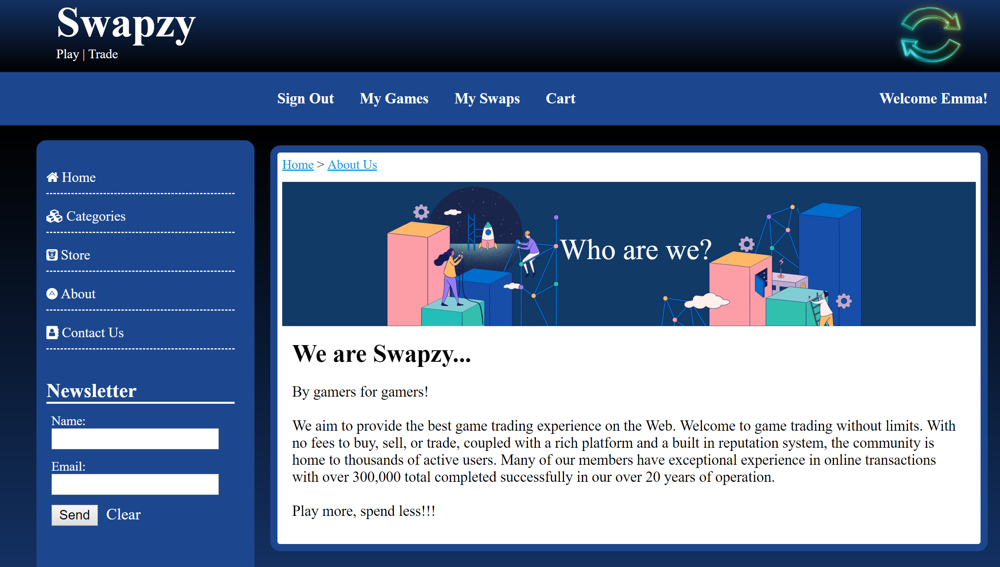 Swapzy
Play | Trade
Sign Out My Games My Swaps Cart Welcome Emma!
Home
Categories
Store
About
Contact Us
Newsletter
Name:
Email:
Send Clear
Home > About Us
Who are we?
We are Swapzy...
By gamers for gamers!
We aim to provide the best game trading experience on the Web. Welcome to game trading without limits. With
no fees to buy, sell, or trade, coupled with a rich platform and a built in reputation system, the community is
home to thousands of active users. Many of our members have exceptional experience in online transactions
with over 300,000 total completed successfully in our over 20 years of operation.
Play more, spend less!!!